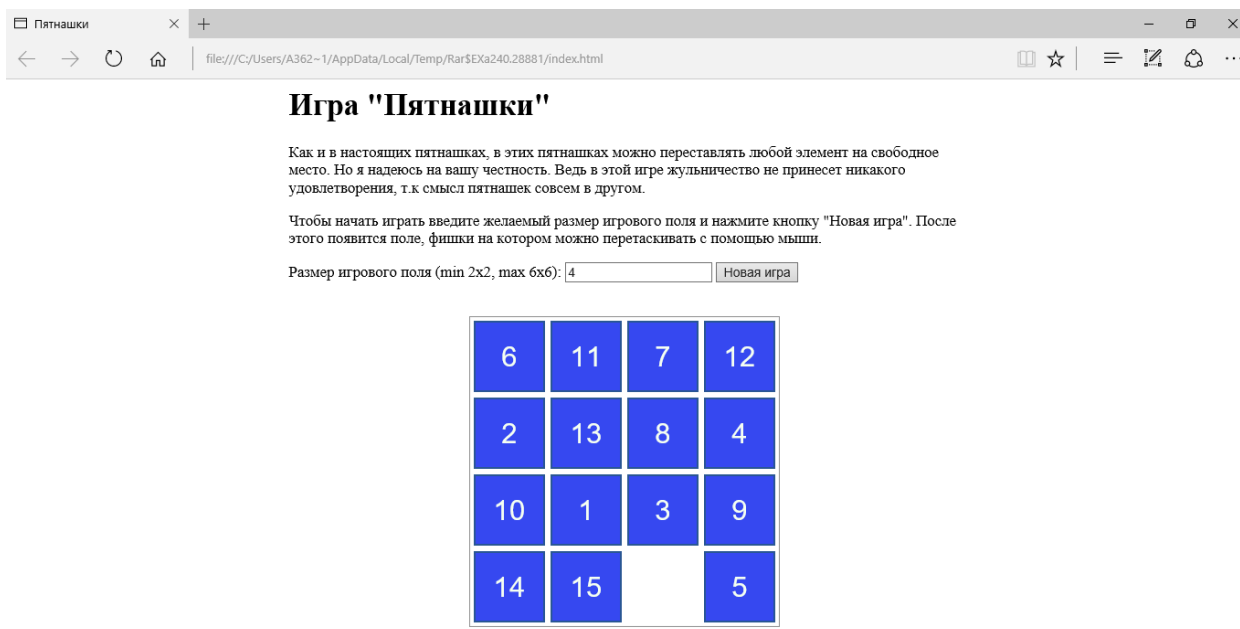 Пятнашки
file:///C:/Users/A362~1/AppData/Local/Temp/Rar$EXa240.28881/index.html
Игра "Пятнашки"
Как и в настоящих пятнашках, в этих пятнашках можно переставлять любой элемент на свободное
место. Но я надеюсь на вашу честность. Ведь в этой игре жульничество не принесет никакого
удовлетворения, т.к смысл пятнашек совсем в другом.
Чтобы начать играть введите желаемый размер игрового поля и нажмите кнопку "Новая игра". После
этого появится поле, фишки на котором можно перетаскивать с помощью мыши.
Размер игрового поля (min 2x2, max 6x6): 4 Новая игра
6 11 7 12
2 13 8 4
10 1 3 9
14 15 5